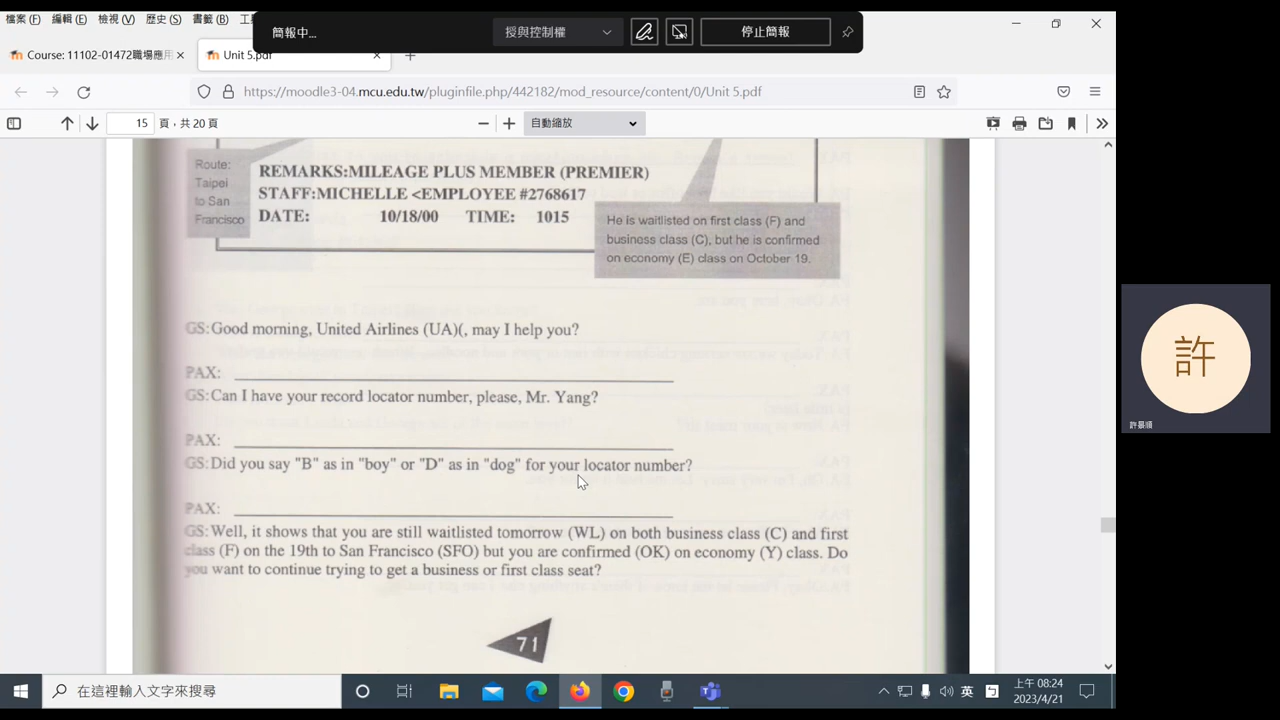 檔案(F) 編輯(E) 檢視(V) 歷史(S) 書籤(B)
簡報中...
授與控制權
停止簡報
Course: 11102-01472職場應用
Unit 5.pdf
https://moodle3-04.mcu.edu.tw/pluginfile.php/442182/mod_resource/content/0/Unit 5.pdf
15 頁，共 20 頁
自動縮放
Route:
Taipei
to San
Francisco
REMARKS:MILEAGE PLUS MEMBER (PREMIER)
STAFF:MICHELLE <EMPLOYEE #2768617
DATE: 10/18/00 TIME: 1015
He is waitlisted on first class (F) and
business class (C), but he is confirmed
on economy (E) class on October 19.
GS:Good morning, United Airlines (UA)(, may I help you?
PAX:
GS:Can I have your record locator number, please, Mr. Yang?
PAX:
GS:Did you say "B" as in "boy" or "D" as in "dog" for your locator number?
PAX:
GS:Well, it shows that you are still waitlisted tomorrow (WL) on both business class (C) and first
class (F) on the 19th to San Francisco (SFO) but you are confirmed (OK) on economy (Y) class. Do
you want to continue trying to get a business or first class seat?
71
許
許景順
在這裡輸入文字來搜尋
英
上午 08:24
2023/4/21